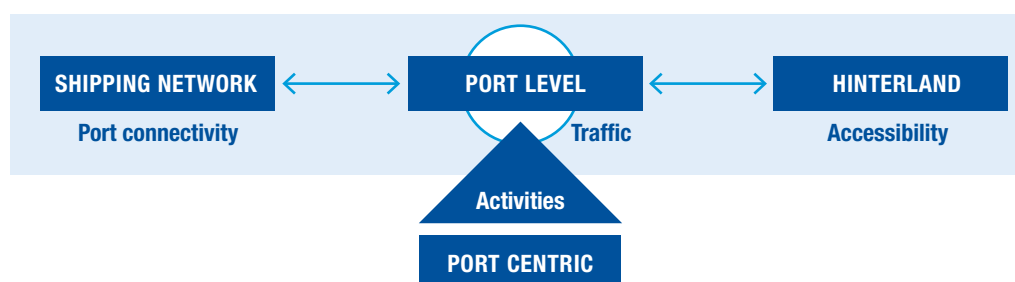 SHIPPING NETWORK
PORT LEVEL
HINTERLAND
Port connectivity
Traffic
Accessibility
Activities
PORT CENTRIC